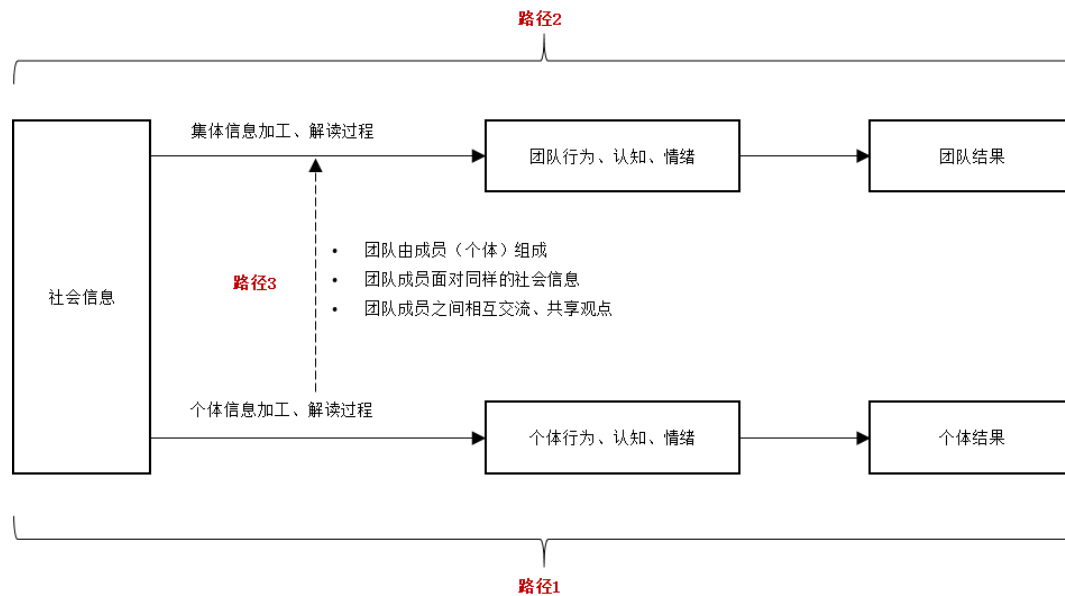 路径2
集体信息加工、解读过程
团队行为、认知、情绪
团队结果
• 团队由成员（个体）组成
• 团队成员面对同样的社会信息
• 团队成员之间相互交流、共享观点
路径3
社会信息
个体信息加工、解读过程
个体行为、认知、情绪
个体结果
路径1